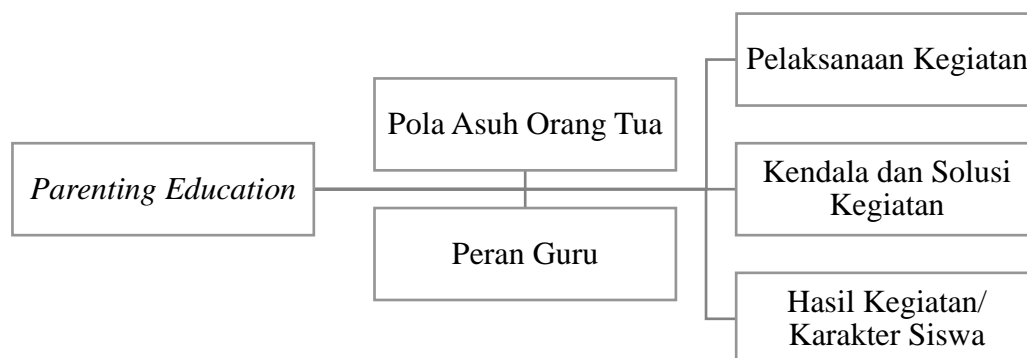 Parenting Education
Pola Asuh Orang Tua
Peran Guru
Pelaksanaan Kegiatan
Kendala dan Solusi
Kegiatan
Hasil Kegiatan/
Karakter Siswa